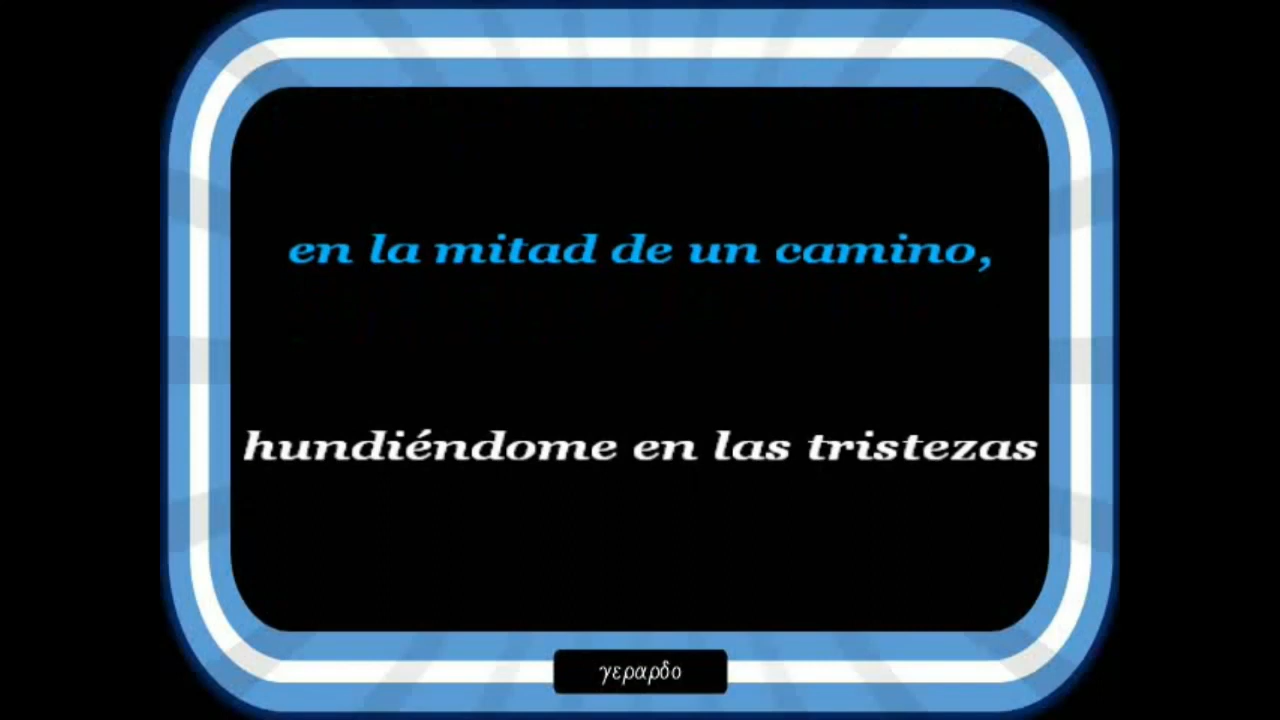 en la mitad de un camino,
hundiéndome en las tristezas
γεραρδο